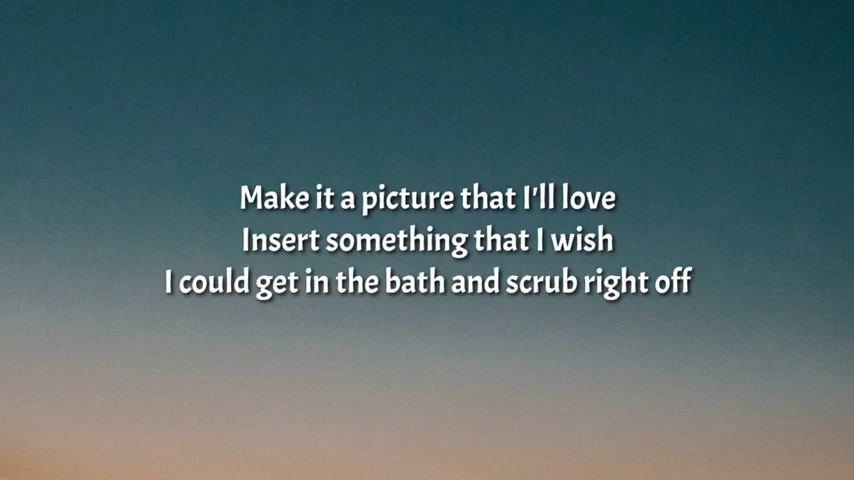 Make it a picture that I'll love
Insert something that I wish
I could get in the bath and scrub right off